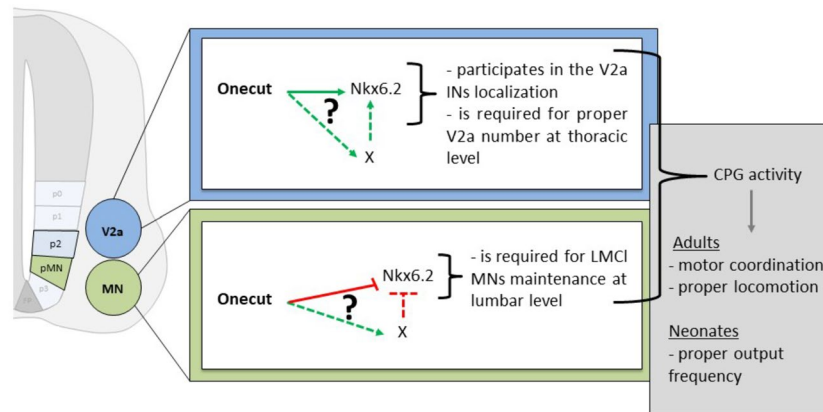 p0
p1
p2
pMN
p3
V2a
MN
Onecut
Nkx6.2
?
X
- participates in the V2a
INs localization
- is required for proper
V2a number at thoracic
level
Onecut
Nkx6.2
?
X
- is required for LMCl
MNs maintenance at
lumbar level
CPG activity
Adults
- motor coordination
- proper locomotion
Neonates
- proper output
frequency